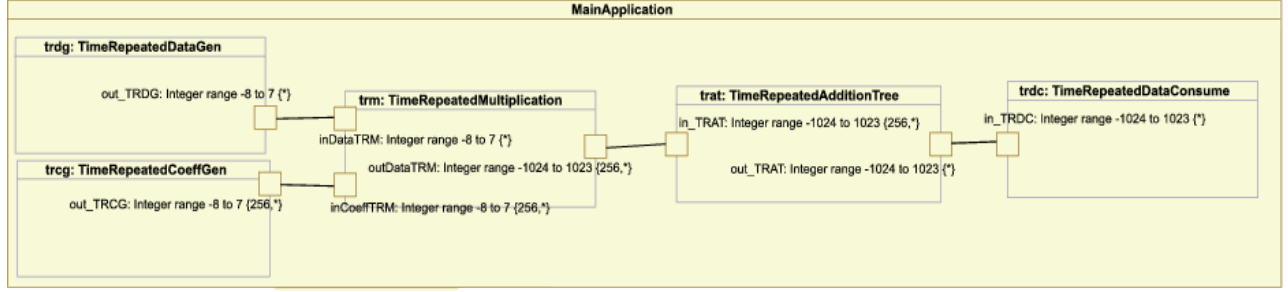 MainApplication
trdg: TimeRepeatedDataGen
out_TRDG: Integer range -8 to 7 {*}
trcg: TimeRepeatedCoeffGen
out_TRCG: Integer range -8 to 7 {256,*}
trm: TimeRepeatedMultiplication
inDataTRM: Integer range -8 to 7 {*}
outDataTRM: Integer range -1024 to 1023 {256,*}
inCoeffTRM: Integer range -8 to 7 {256,*}
trat: TimeRepeatedAdditionTree
in_TRAT: Integer range -1024 to 1023 {256,*}
out_TRAT: Integer range -1024 to 1023 {*}
trdc: TimeRepeatedDataConsume
in_TRDC: Integer range -1024 to 1023 {*}